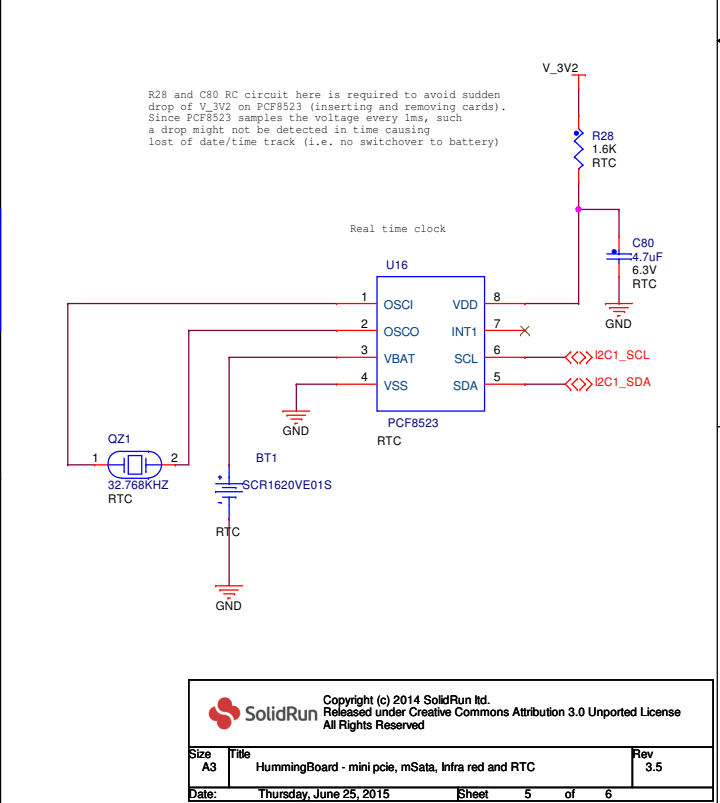 V_3V2
R28 and C80 RC circuit here is required to avoid sudden
drop of V_3V2 on PCF8523 (inserting and removing cards).
Since PCF8523 samples the voltage every 1ms, such
a drop might not be detected in time causing
lost of date/time track (i.e. no switchover to battery)
R28
1.6K
RTC
Real time clock
C80
4.7uF
6.3V
RTC
GND
U16
1 OSCI VDD 8
2 OSCO INT1 7
3 VBAT SCL 6 I2C1_SCL
4 VSS SDA 5 I2C1_SDA
GND
PCF8523
RTC
QZ1
1 2
32.768KHZ
RTC
BT1
+
SCR1620VE01S
-
RTC
GND
SolidRun
Copyright (c) 2014 SolidRun ltd.
Released under Creative Commons Attribution 3.0 Unported License
All Rights Reserved
Size Title Rev
A3 HummingBoard - mini pcie, mSata, Infra red and RTC 3.5
Date: Thursday, June 25, 2015 Sheet 5 of 6